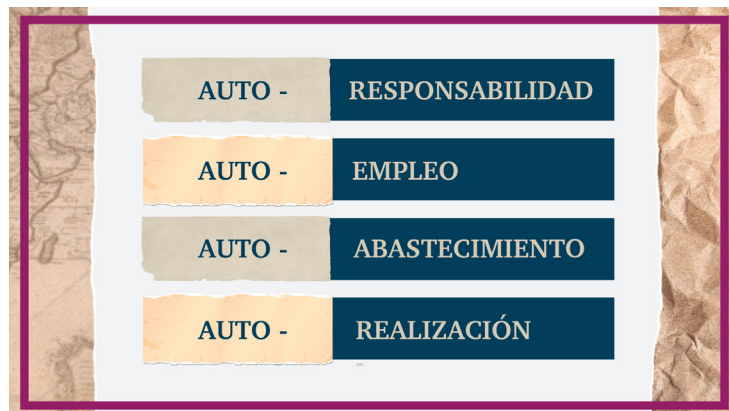 AUTO - RESPONSABILIDAD
AUTO - EMPLEO
AUTO - ABASTECIMIENTO
AUTO - REALIZACIÓN